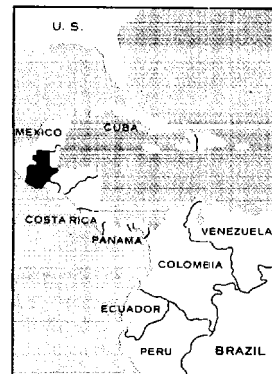 U. S.
MEXICO
CUBA
COSTA RICA
PANAMA
VENEZUELA
COLOMBIA
ECUADOR
PERU
BRAZIL